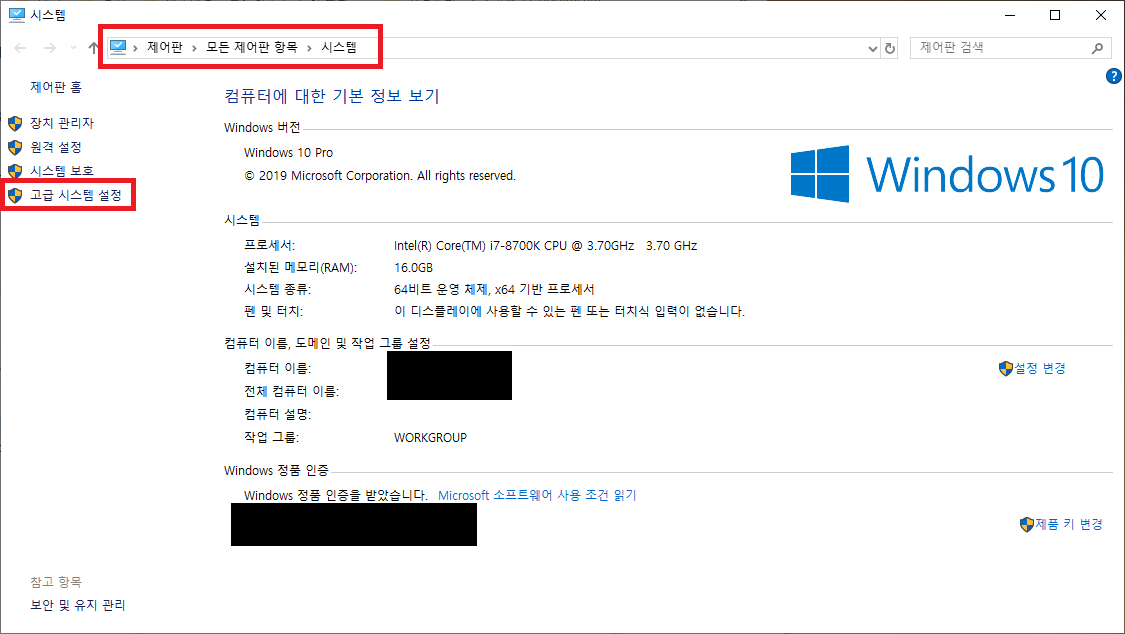 시스템
제어판 › 모든 제어판 항목 › 시스템
제어판 검색
?
제어판 홈
장치 관리자
원격 설정
시스템 보호
고급 시스템 설정
컴퓨터에 대한 기본 정보 보기
Windows 버전
Windows 10 Pro
© 2019 Microsoft Corporation. All rights reserved.
Windows 10
시스템
프로세서: Intel(R) Core(TM) i7-8700K CPU @ 3.70GHz 3.70 GHz
설치된 메모리(RAM): 16.0GB
시스템 종류: 64비트 운영 체제, x64 기반 프로세서
펜 및 터치: 이 디스플레이에 사용할 수 있는 펜 또는 터치식 입력이 없습니다.
컴퓨터 이름, 도메인 및 작업 그룹 설정
컴퓨터 이름: 설정 변경
전체 컴퓨터 이름:
컴퓨터 설명:
작업 그룹: WORKGROUP
Windows 정품 인증
Windows 정품 인증을 받았습니다. Microsoft 소프트웨어 사용 조건 읽기
제품 키 변경
참고 항목
보안 및 유지 관리